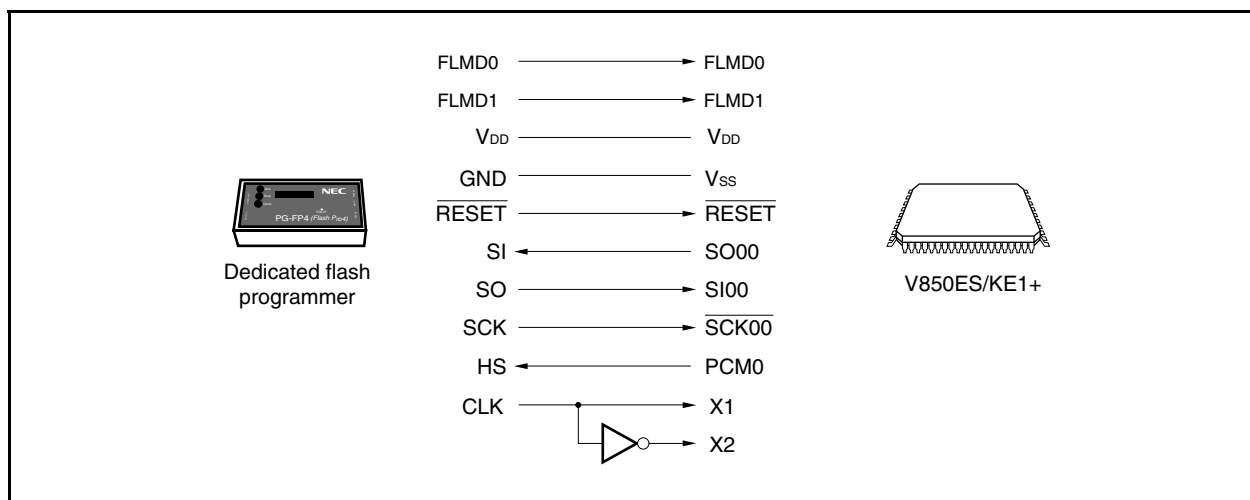 FLMD0 FLMD0
FLMD1 FLMD1
VDD VDD
GND VSS
RESET RESET
SI SO00
SO SI00
SCK SCK00
HS PCM0
CLK X1
X2
NEC
PG-FP4 (Flash Pro4)
Dedicated flash
programmer
V850ES/KE1+